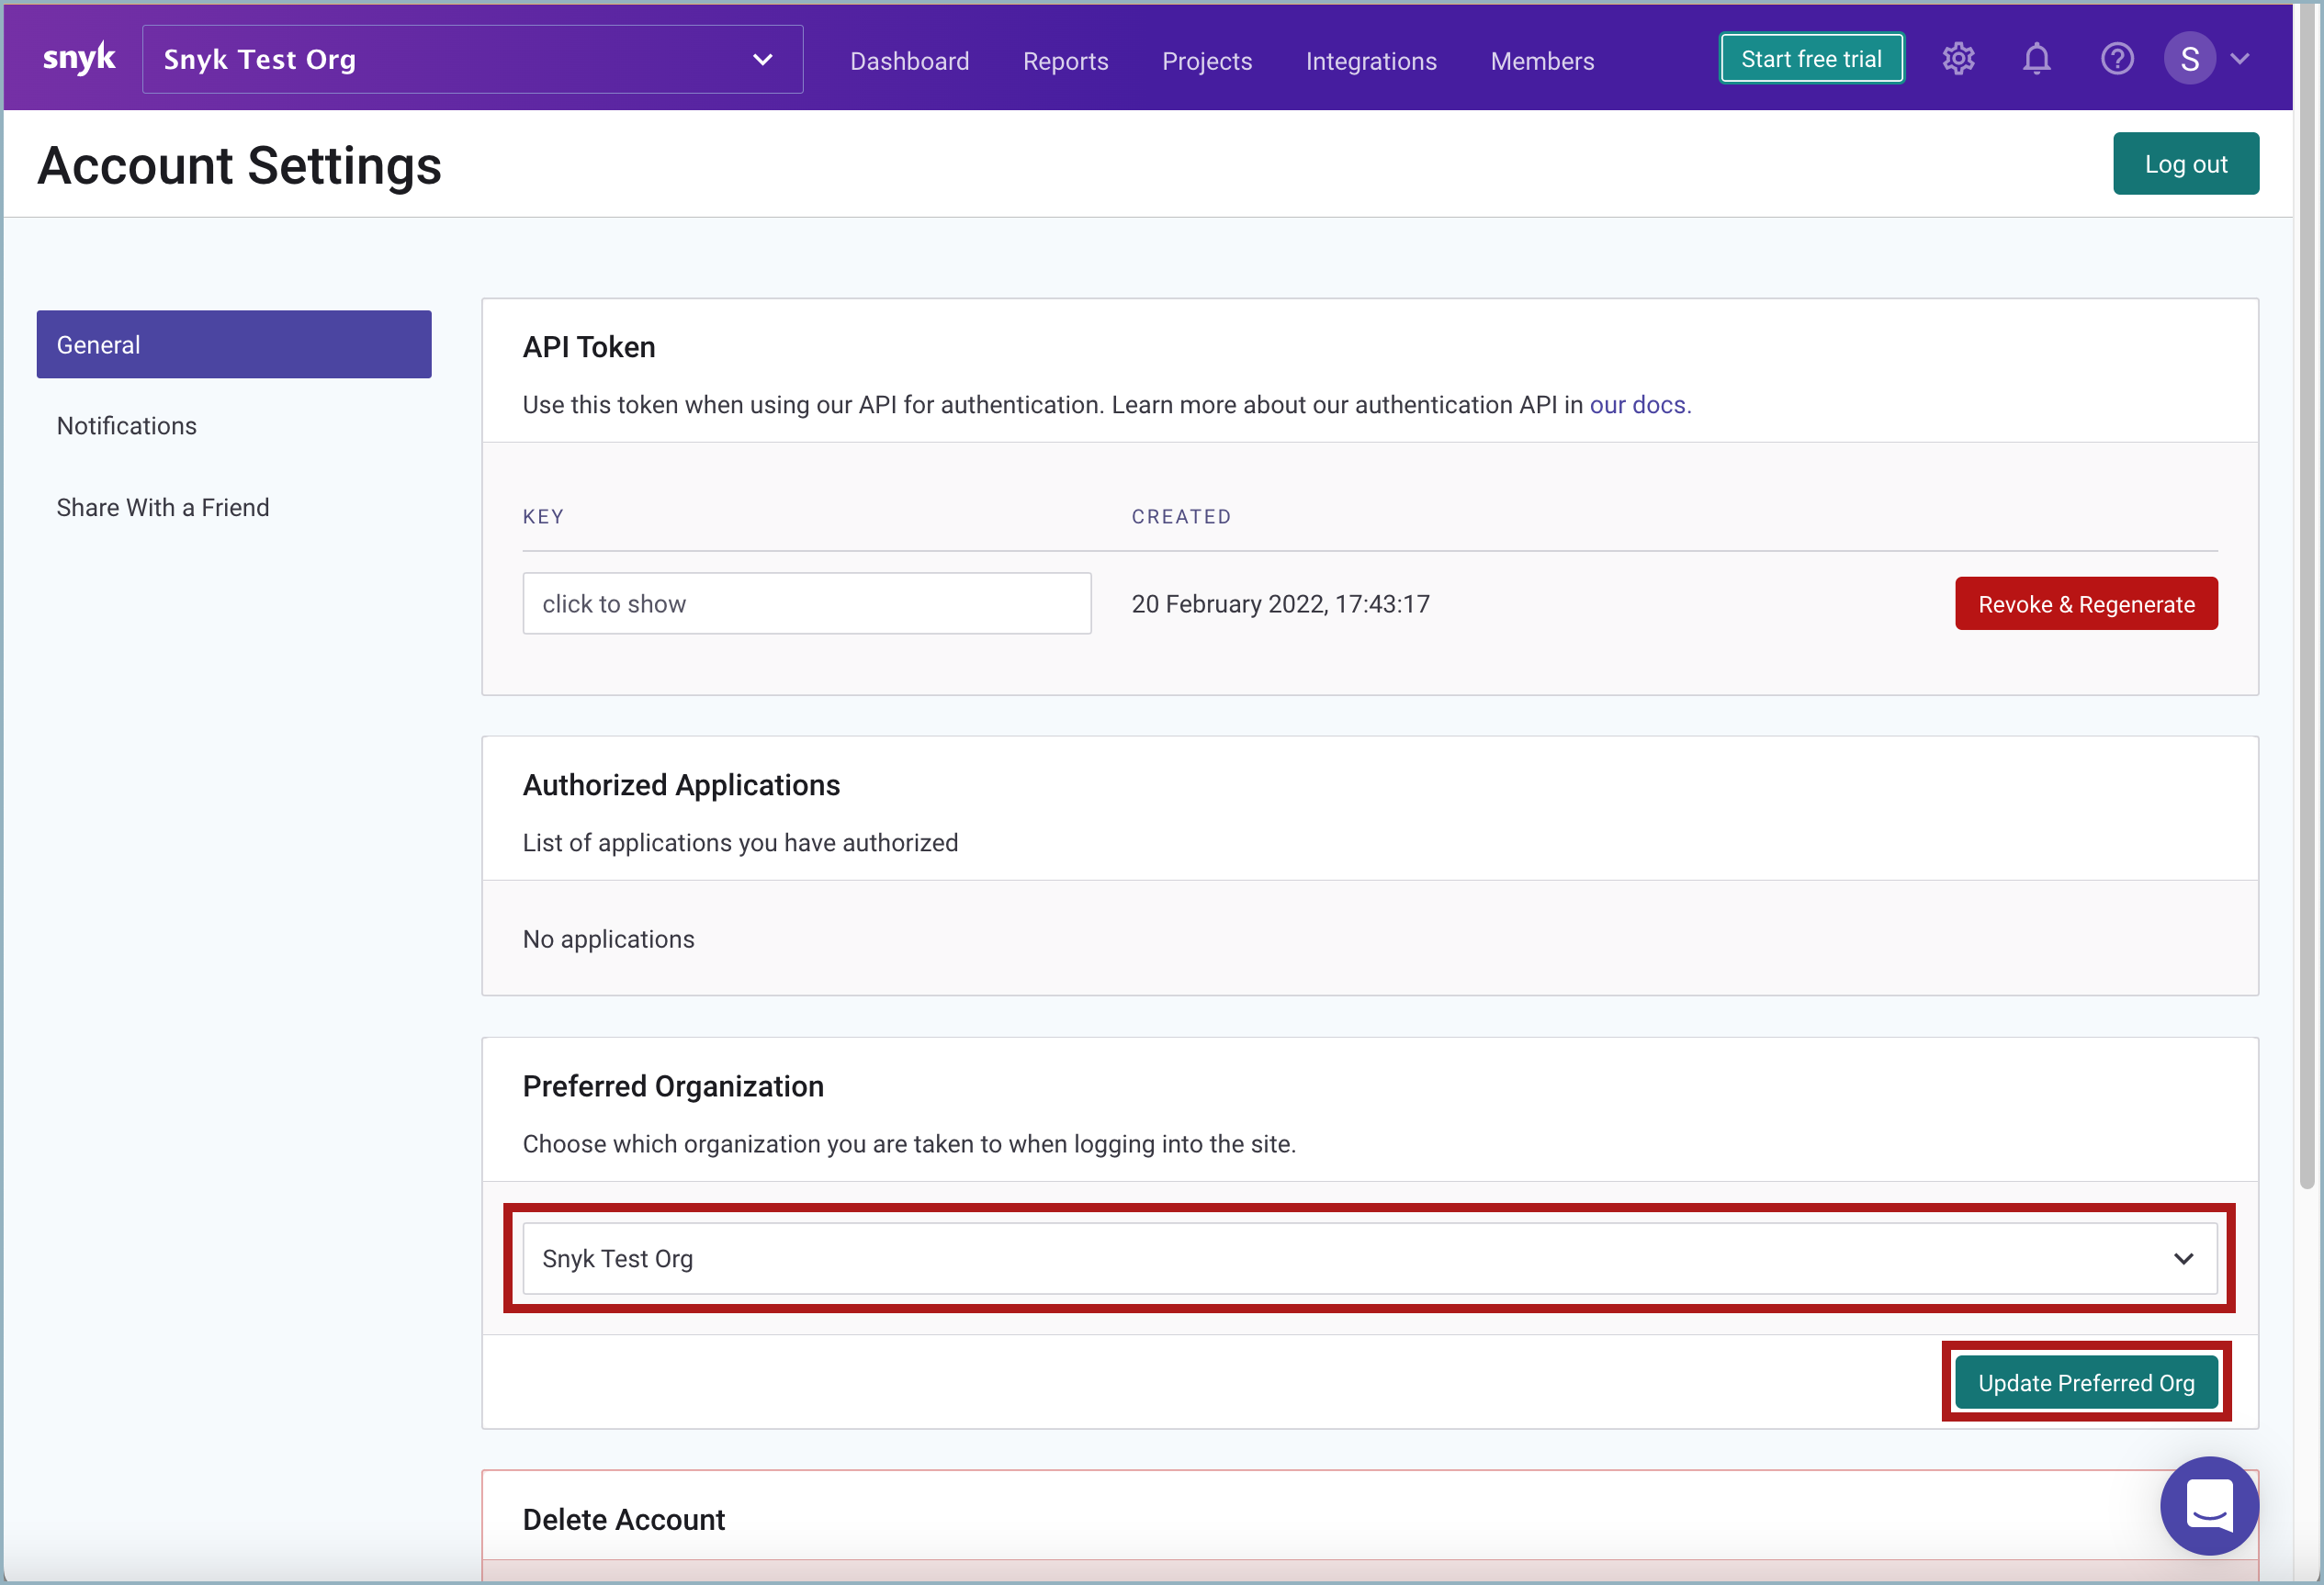 snyk
Snyk Test Org
Dashboard
Reports
Projects
Integrations
Members
Start free trial
?
S
Account Settings
Log out
General
Notifications
Share With a Friend
API Token
Use this token when using our API for authentication. Learn more about our authentication API in our docs.
KEY
CREATED
click to show
20 February 2022, 17:43:17
Revoke & Regenerate
Authorized Applications
List of applications you have authorized
No applications
Preferred Organization
Choose which organization you are taken to when logging into the site.
Snyk Test Org
Update Preferred Org
Delete Account